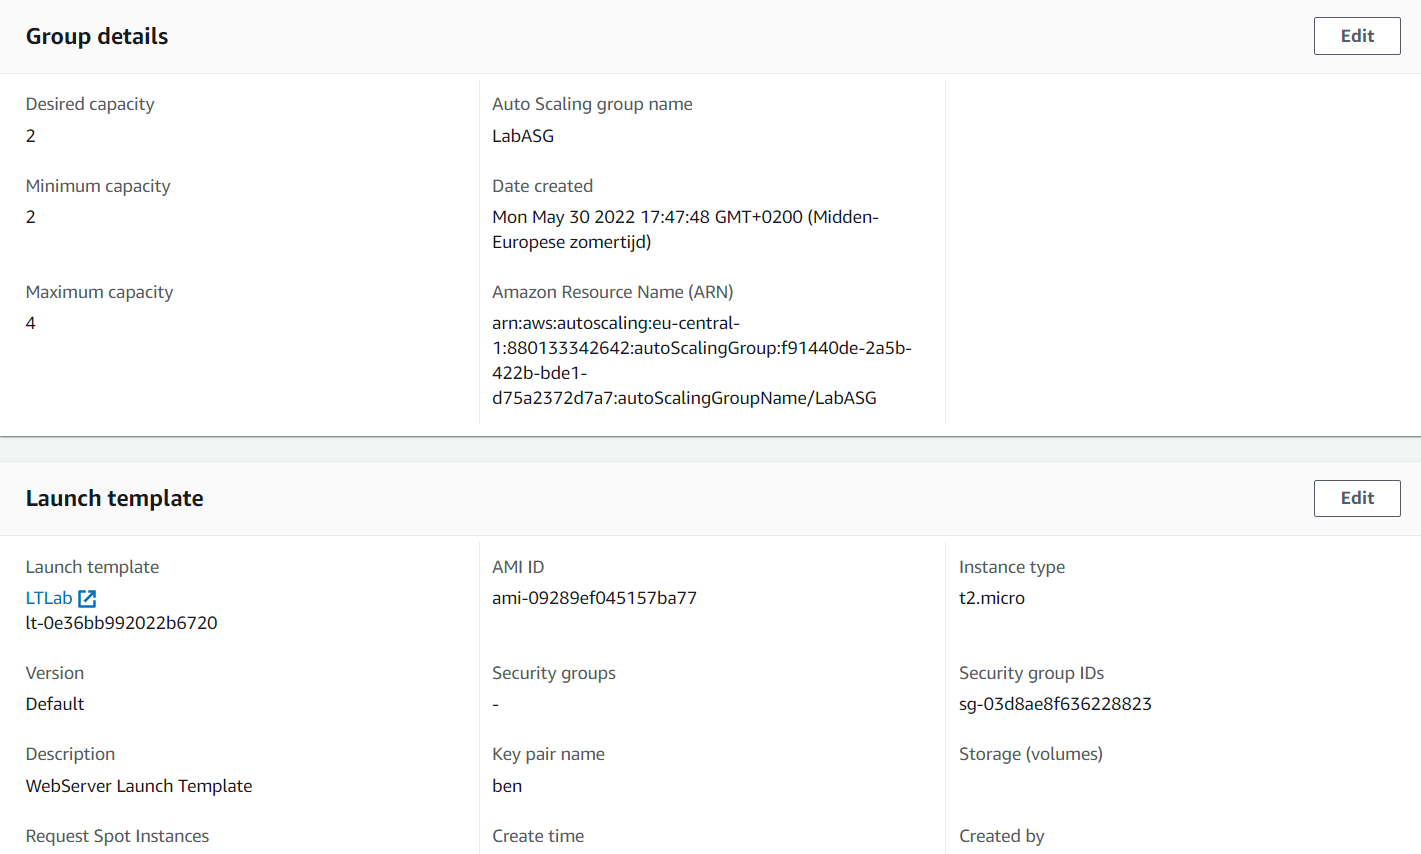 Group details
Edit
Desired capacity
2
Auto Scaling group name
LabASG
Minimum capacity
2
Date created
Mon May 30 2022 17:47:48 GMT+0200 (Midden-
Europese zomertijd)
Maximum capacity
4
Amazon Resource Name (ARN)
arn:aws:autoscaling:eu-central-
1:880133342642:autoScalingGroup:f91440de-2a5b-
422b-bde1-
d75a2372d7a7:autoScalingGroupName/LabASG
Launch template
Edit
Launch template
LTLab
lt-0e36bb992022b6720
AMI ID
ami-09289ef045157ba77
Instance type
t2.micro
Version
Default
Security groups
-
Security group IDs
sg-03d8ae8f636228823
Description
WebServer Launch Template
Key pair name
ben
Storage (volumes)
Request Spot Instances
Create time
Created by